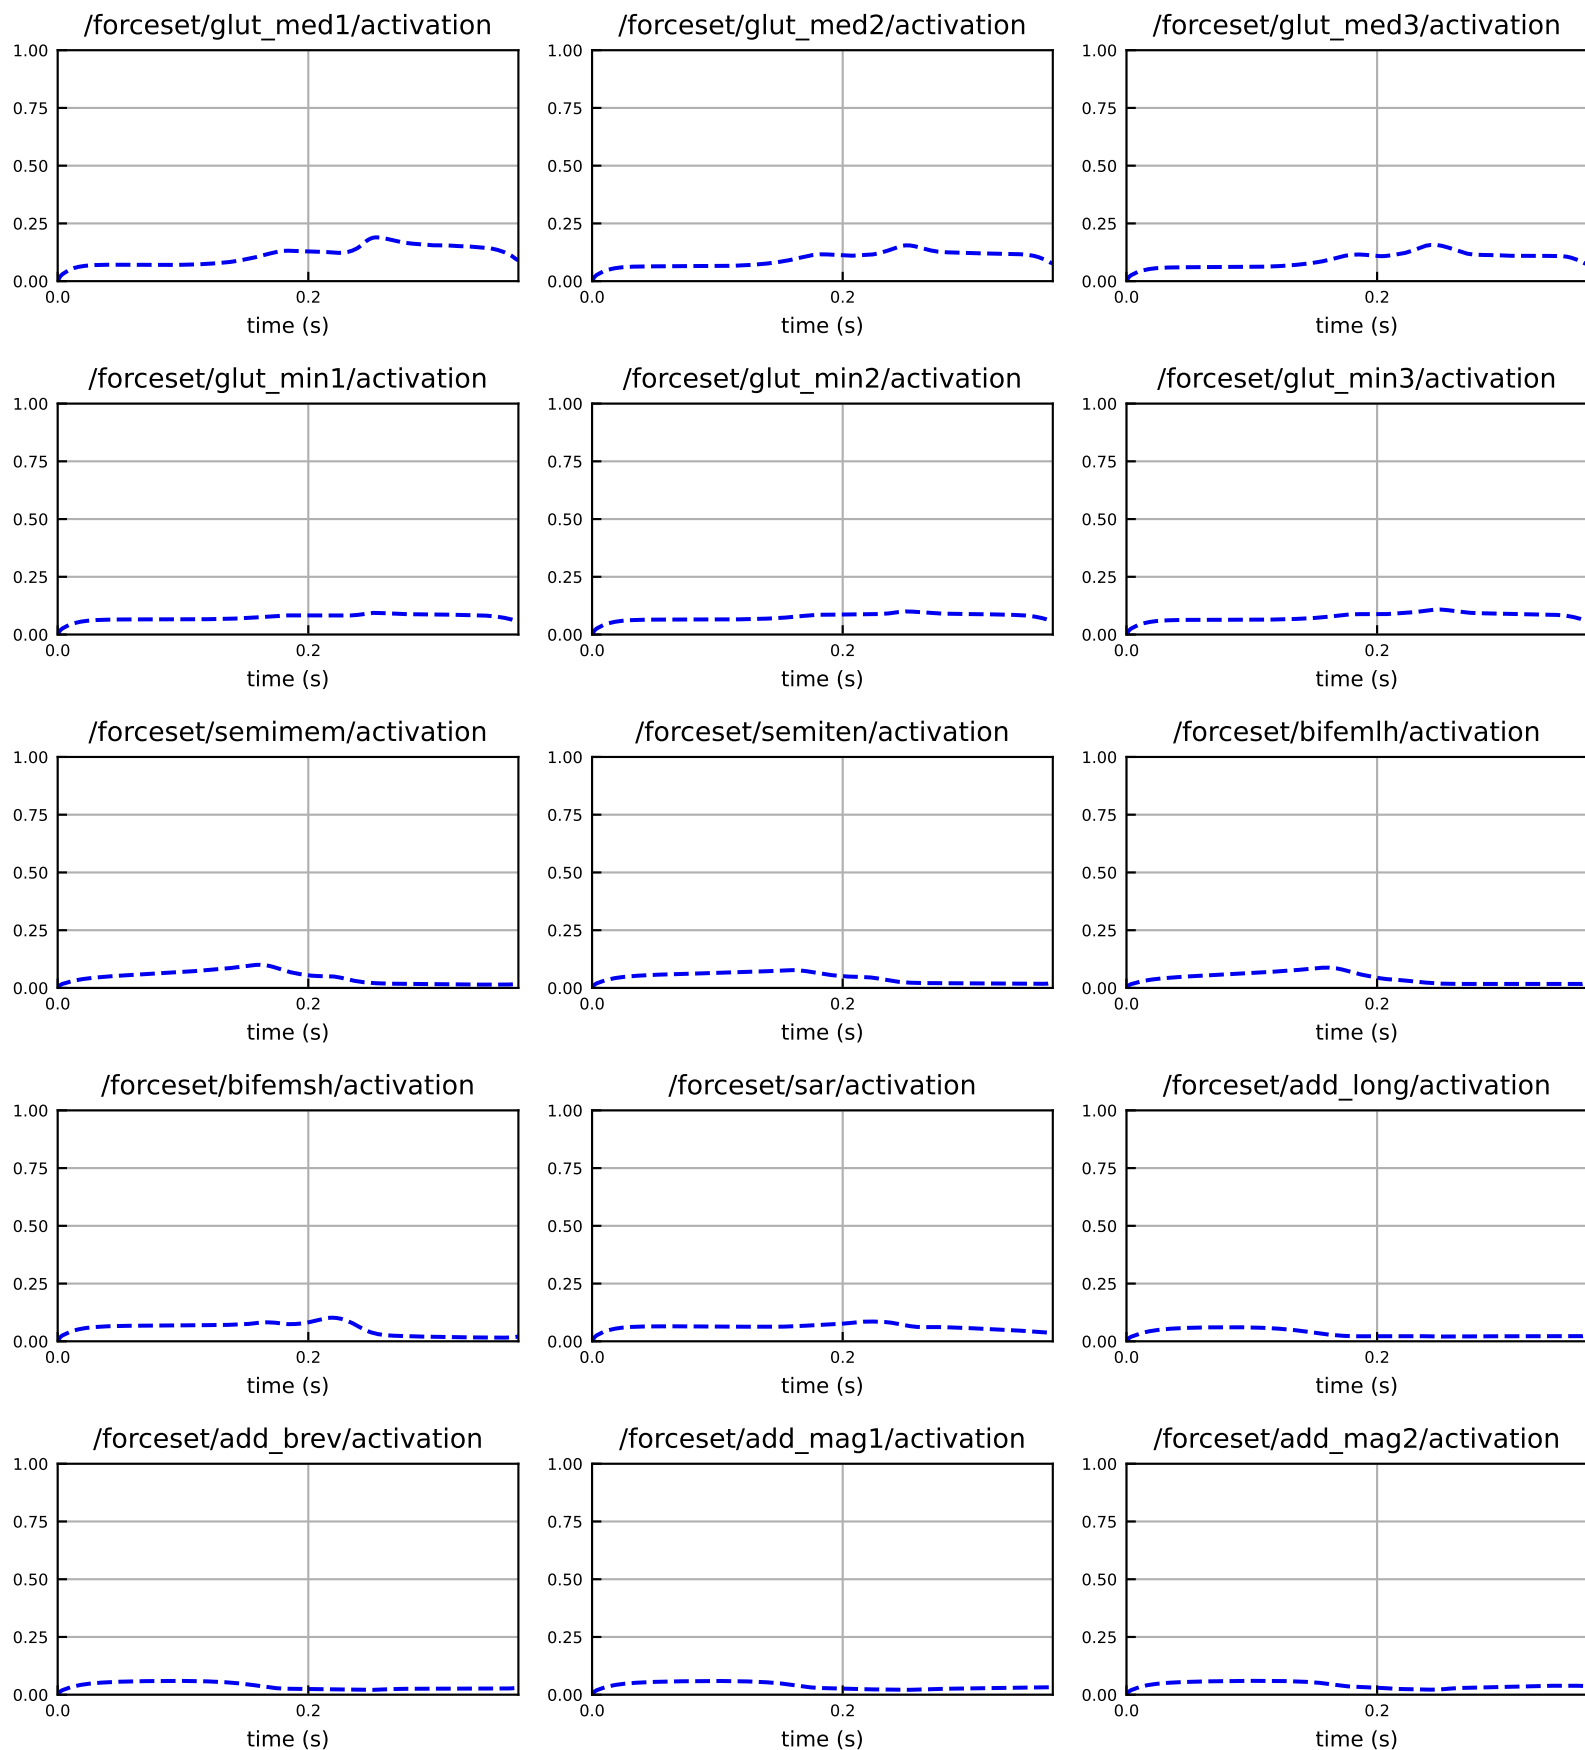 /forceset/glut_med1/activation /forceset/glut_med2/activation /forceset/glut_med3/activation
1.00 1.00 1.00
0.75 0.75 0.75
0.50 0.50 0.50
0.25 0.25 0.25
0.00 0.00 0.00
0.0 0.2 0.0 0.2 0.0 0.2
time (s) time (s) time (s)
/forceset/glut_min1/activation /forceset/glut_min2/activation /forceset/glut_min3/activation
1.00 1.00 1.00
0.75 0.75 0.75
0.50 0.50 0.50
0.25 0.25 0.25
0.00 0.00 0.00
0.0 0.2 0.0 0.2 0.0 0.2
time (s) time (s) time (s)
/forceset/semimem/activation /forceset/semiten/activation /forceset/bifemlh/activation
1.00 1.00 1.00
0.75 0.75 0.75
0.50 0.50 0.50
0.25 0.25 0.25
0.00 0.00 0.00
0.0 0.2 0.0 0.2 0.0 0.2
time (s) time (s) time (s)
/forceset/bifemsh/activation /forceset/sar/activation /forceset/add_long/activation
1.00 1.00 1.00
0.75 0.75 0.75
0.50 0.50 0.50
0.25 0.25 0.25
0.00 0.00 0.00
0.0 0.2 0.0 0.2 0.0 0.2
time (s) time (s) time (s)
/forceset/add_brev/activation /forceset/add_mag1/activation /forceset/add_mag2/activation
1.00 1.00 1.00
0.75 0.75 0.75
0.50 0.50 0.50
0.25 0.25 0.25
0.00 0.00 0.00
0.0 0.2 0.0 0.2 0.0 0.2
time (s) time (s) time (s)